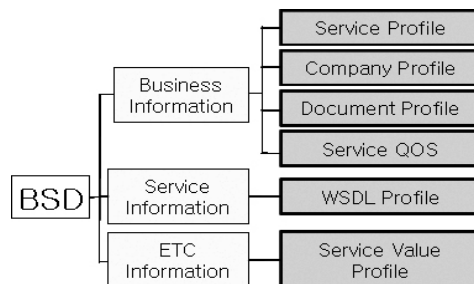 BSD
Business
Information
Service Profile
Company Profile
Document Profile
Service QOS
Service
Information
WSDL Profile
ETC
Information
Service Value
Profile